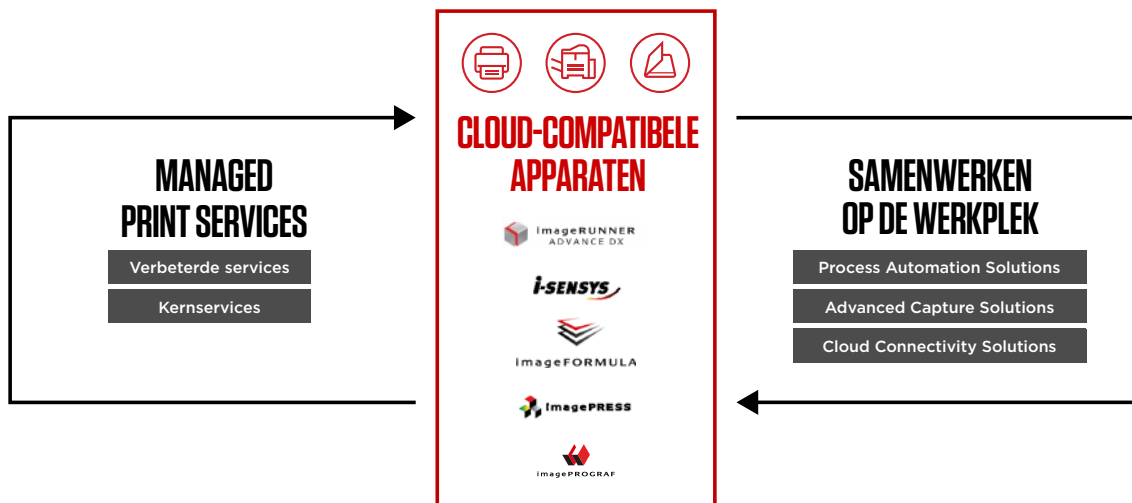 MANAGED
PRINT SERVICES
Verbeterde services
Kernservices
CLOUD-COMPATIBELE
APPARATEN
imageRUNNER
ADVANCE DX
i-SENSYS
imageFORMULA
imagePRESS
imagePROGRAF
SAMENWERKEN
OP DE WERKPLEK
Process Automation Solutions
Advanced Capture Solutions
Cloud Connectivity Solutions